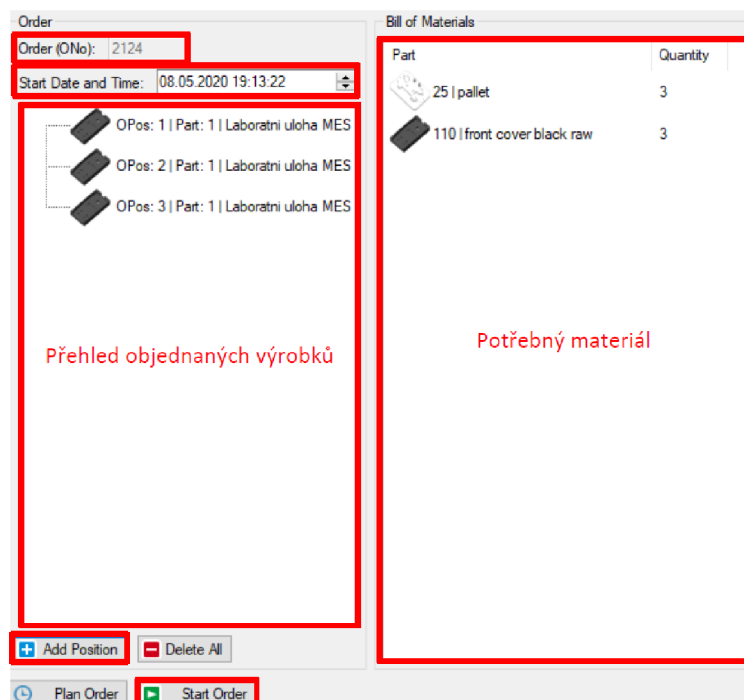 Order
Order (ONo): 2124
Start Date and Time: 08.05.2020 19:13:22
OPos: 1 | Part: 1 | Laboratni uloha MES
OPos: 2 | Part: 1 | Laboratni uloha MES
OPos: 3 | Part: 1 | Laboratni uloha MES
Přehled objednaných výrobků
Add Position
Delete All
Plan Order
Start Order
Bill of Materials
Part Quantity
25 | pallet 3
110 | front cover black raw 3
Potřebný materiál